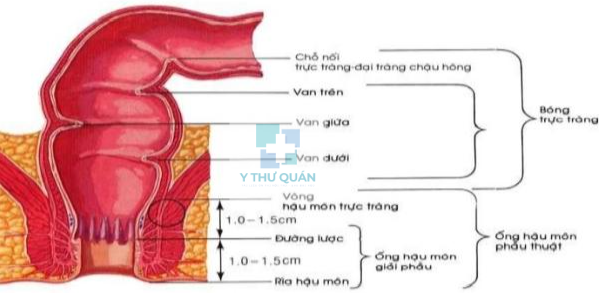 Chỗ nối
trực tràng-đại tràng chậu hông
Van trên
Bóng
trực tràng
Van giữa
Van dưới
Y THƯ QUÁN
Vòng
hậu môn trực tràng
1.0-1.5cm
Đường lược
Ống hậu môn
phẫu thuật
Ống hậu môn
giải phẫu
1.0-1.5cm
Rìa hậu môn